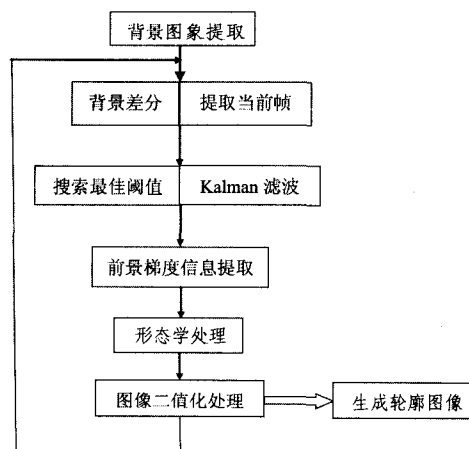 背景图象提取
背景差分 提取当前帧
搜索最佳阈值 Kalman 滤波
前景梯度信息提取
形态学处理
图像二值化处理 生成轮廓图像